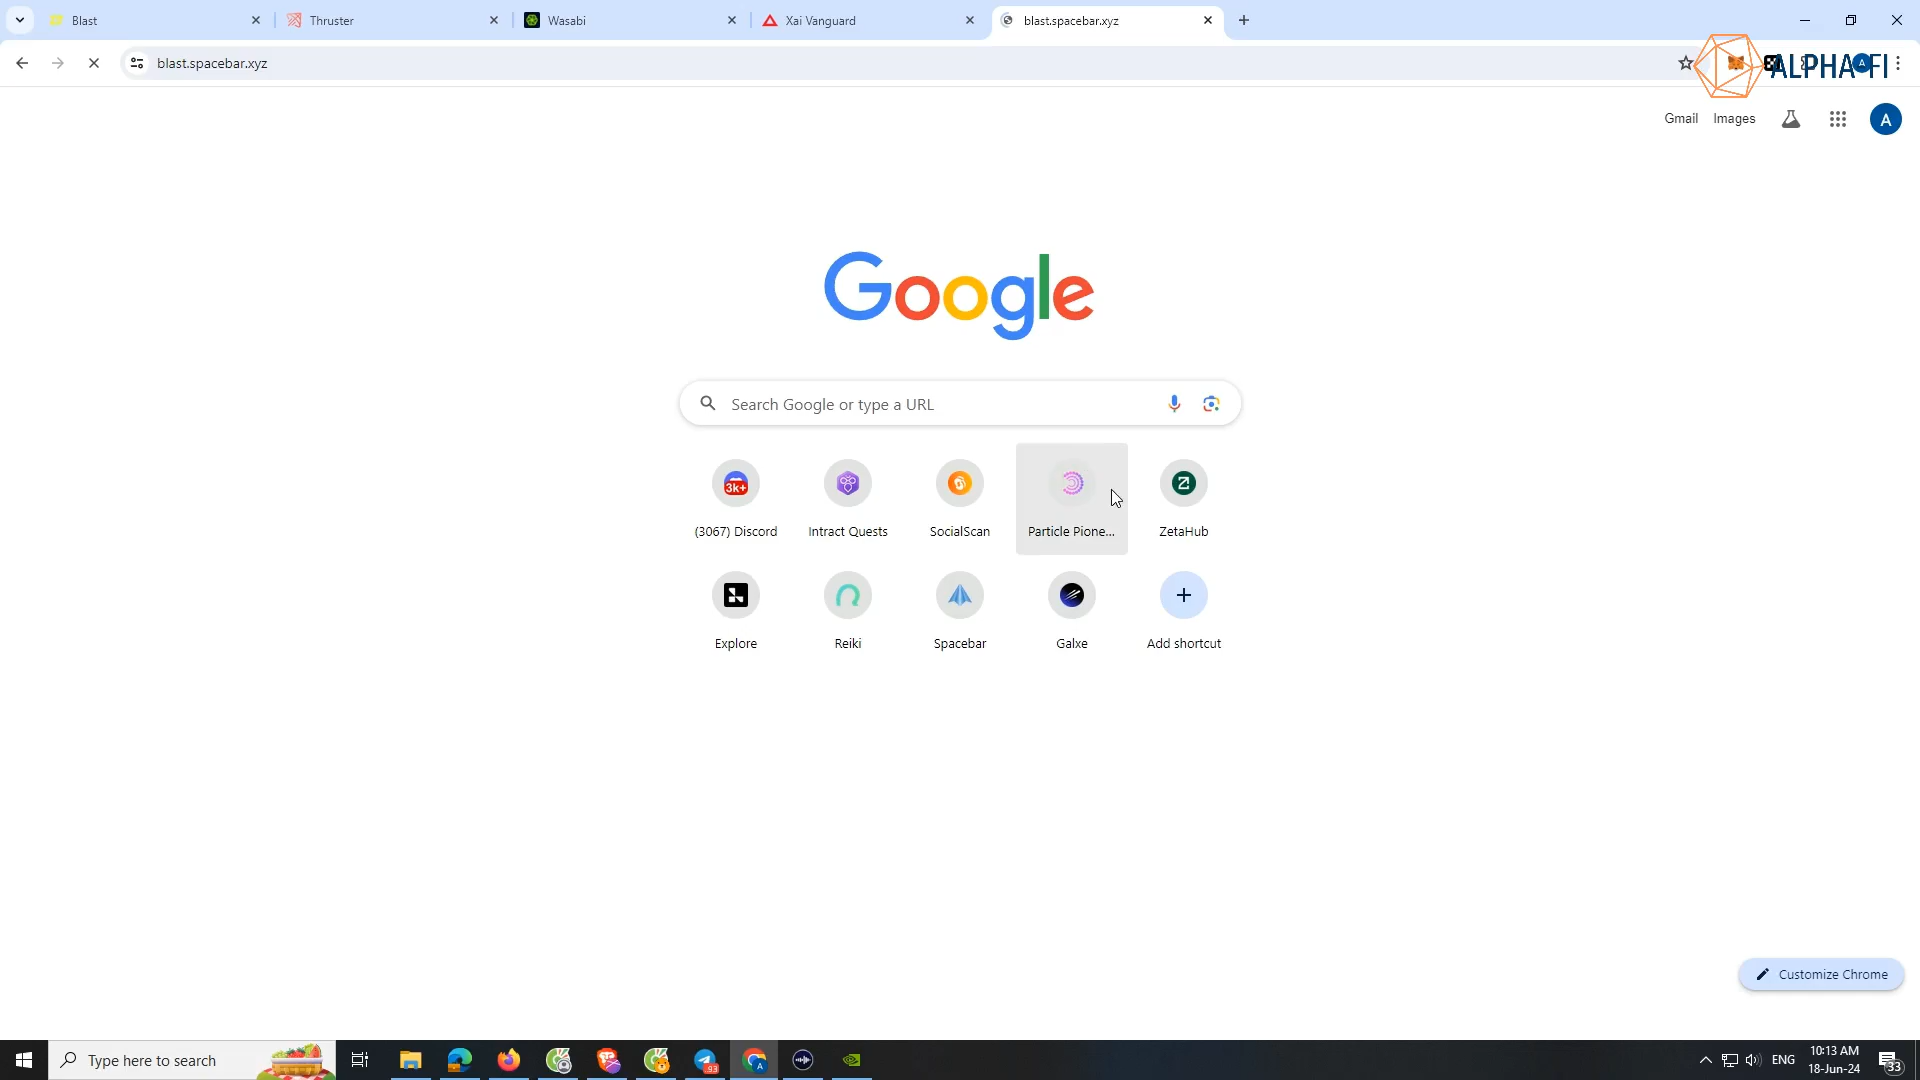 Blast
Thruster
Wasabi
Xai Vanguard
blast.spacebar.xyz
blast.spacebar.xyz
ALPHA FI
Gmail
Images
A
Google
Search Google or type a URL
3k+
(3067) Discord
Intract Quests
SocialScan
Particle Pione...
ZetaHub
Explore
Reiki
Spacebar
Galxe
Add shortcut
Customize Chrome
Type here to search
93
A
ENG
10:13 AM
18-Jun-24
33